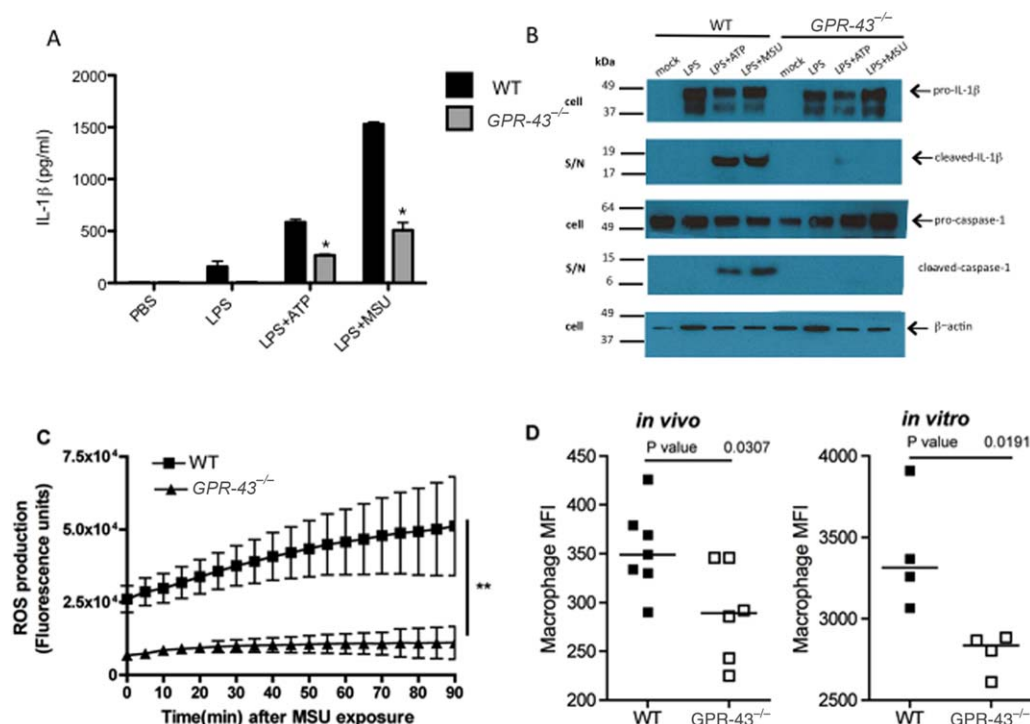 A
2000
1500
1000
500
0
IL-1β (pg/ml)
PBS
LPS
LPS+ATP
LPS+MSU
*
*
WT
GPR-43⁻/⁻
B
WT
GPR-43⁻/⁻
kDa
mock
LPS
LPS+ATP
LPS+MSU
mock
LPS
LPS+ATP
LPS+MSU
cell
49
37
pro-IL-1β
S/N
19
17
cleaved-IL-1β
cell
64
49
pro-caspase-1
S/N
15
6
cleaved-caspase-1
cell
49
37
β-actin
C
WT
GPR-43⁻/⁻
7.5x10⁴
5.0x10⁴
2.5x10⁴
0
ROS production
(Fluorescence units)
**
0 10 20 30 40 50 60 70 80 90
Time(min) after MSU exposure
D
in vivo
P value 0.0307
450
400
350
300
250
200
Macrophage MFI
WT GPR-43⁻/⁻
in vitro
P value 0.0191
4000
3500
3000
2500
Macrophage MFI
WT GPR-43⁻/⁻